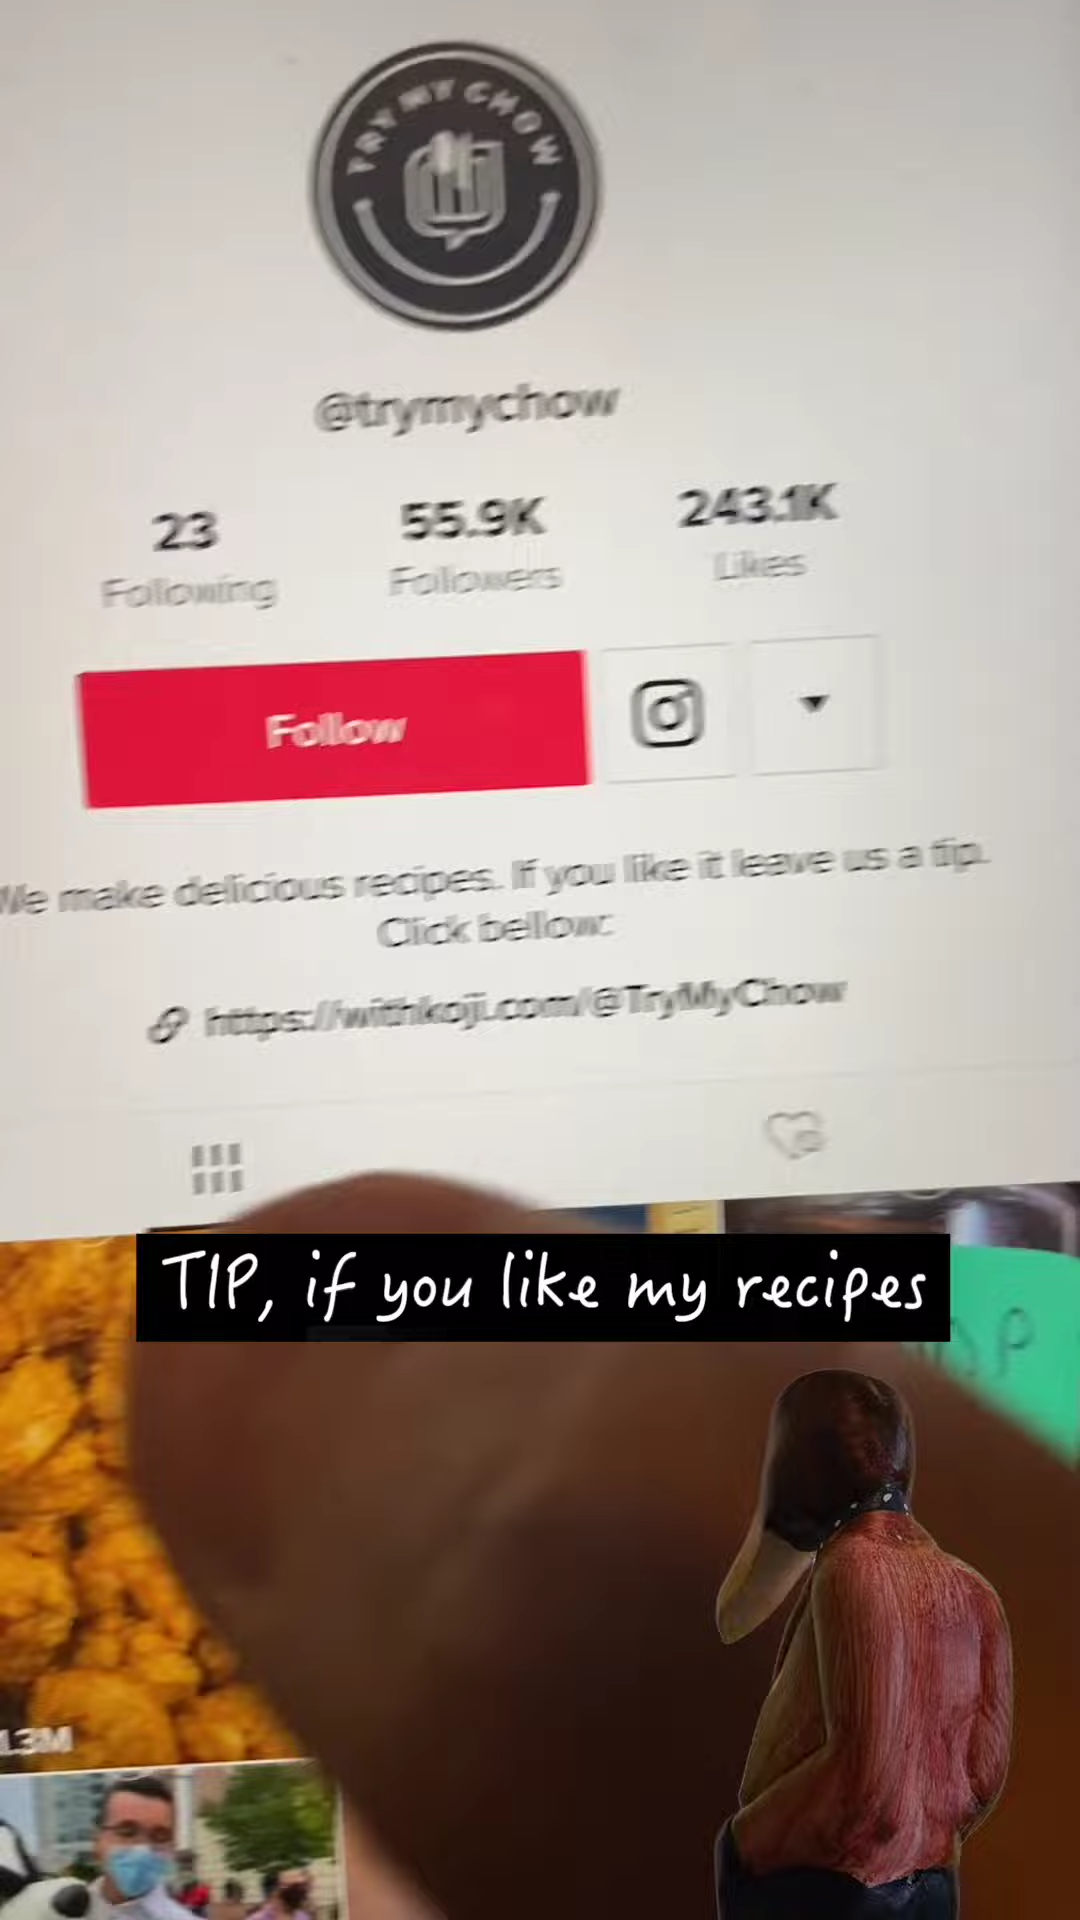 TRY MY CHOW
@trymychow
23 55.9K 243.1K
Following Followers Likes
Follow
We make delicious recipes. If you like it leave us a tip.
Click bellow:
https://withkoji.com/@TryMyChow
TIP, if you like my recipes
1.3M